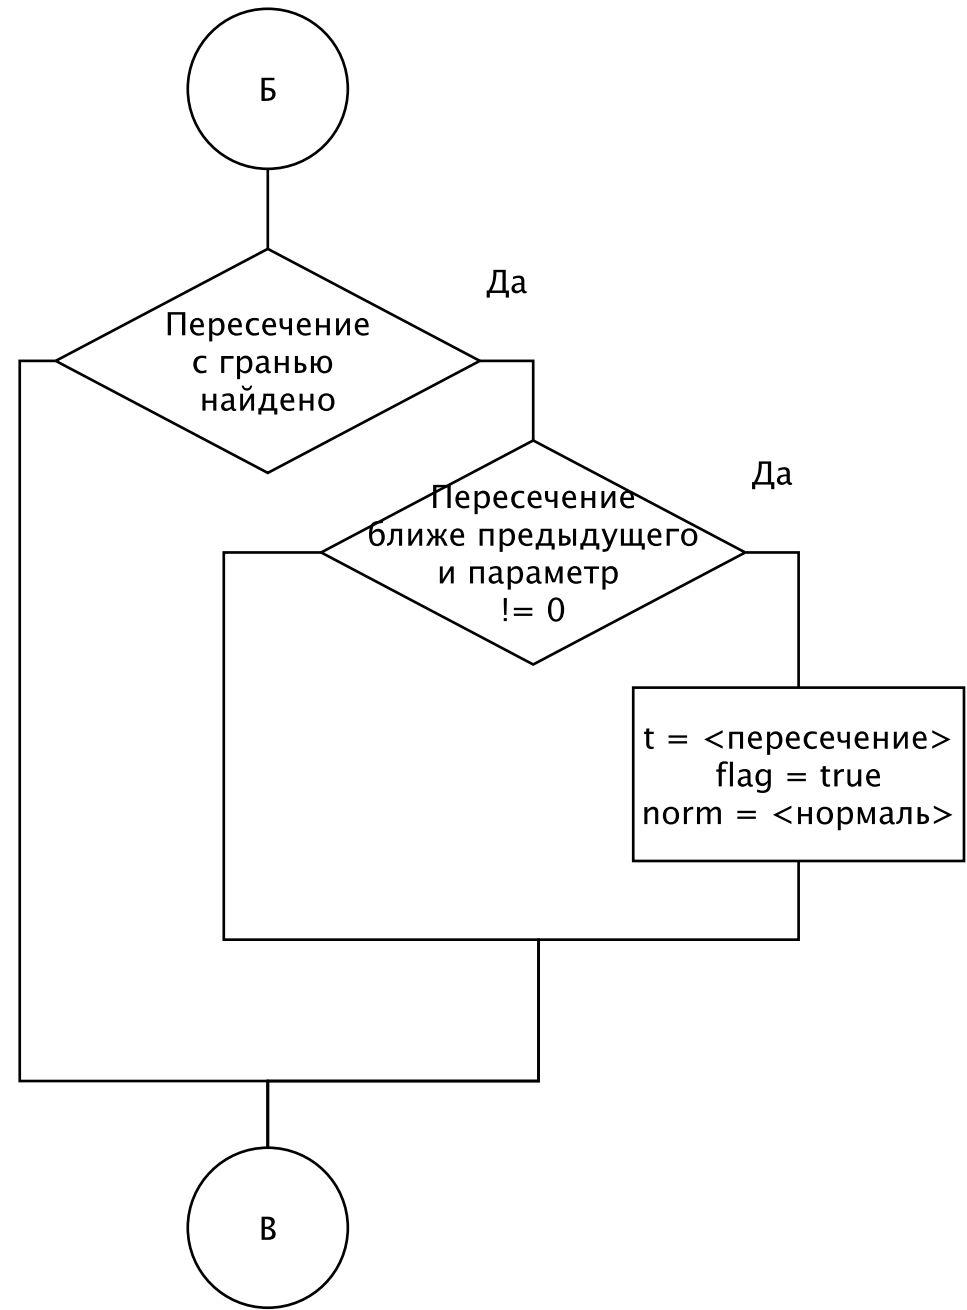 Б
Да
Пересечение
с гранью
найдено
Да
Пересечение
ближе предыдущего
и параметр
!= 0
t = <пересечение>
flag = true
norm = <нормаль>
В